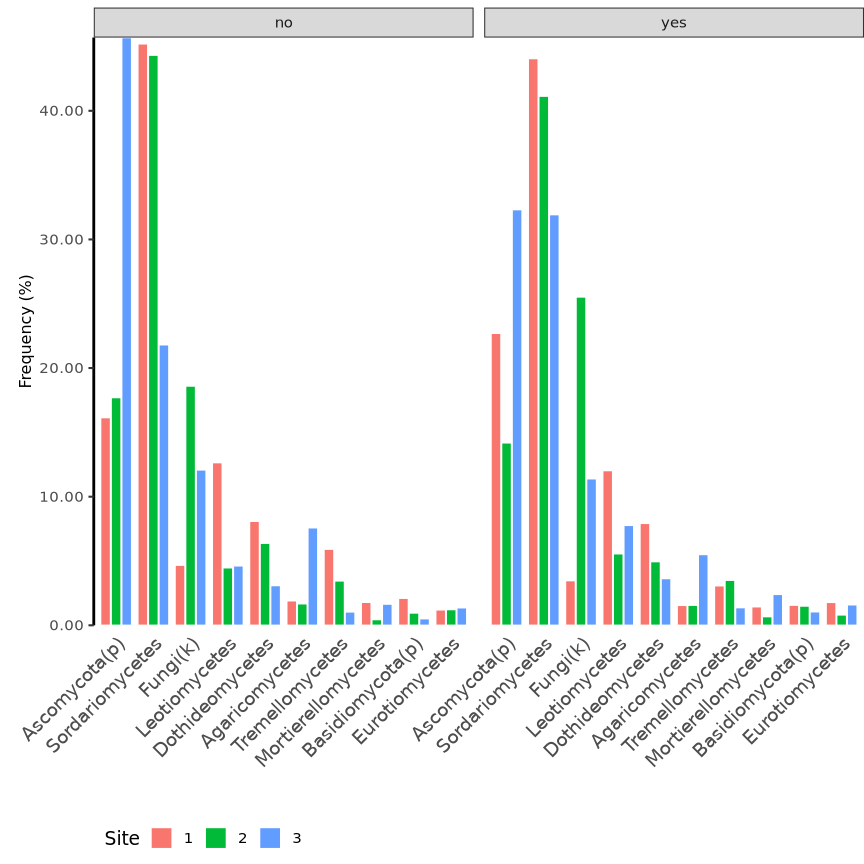 no
yes
Frequency (%)
40.00
30.00
20.00
10.00
0.00
Ascomycota(p)
Sordariomycetes
Fungi(k)
Leotiomycetes
Dothideomycetes
Agaricomycetes
Tremellomycetes
Mortierellomycetes
Basidiomycota(p)
Eurotiomycetes
Ascomycota(p)
Sordariomycetes
Fungi(k)
Leotiomycetes
Dothideomycetes
Agaricomycetes
Tremellomycetes
Mortierellomycetes
Basidiomycota(p)
Eurotiomycetes
Site 1 2 3